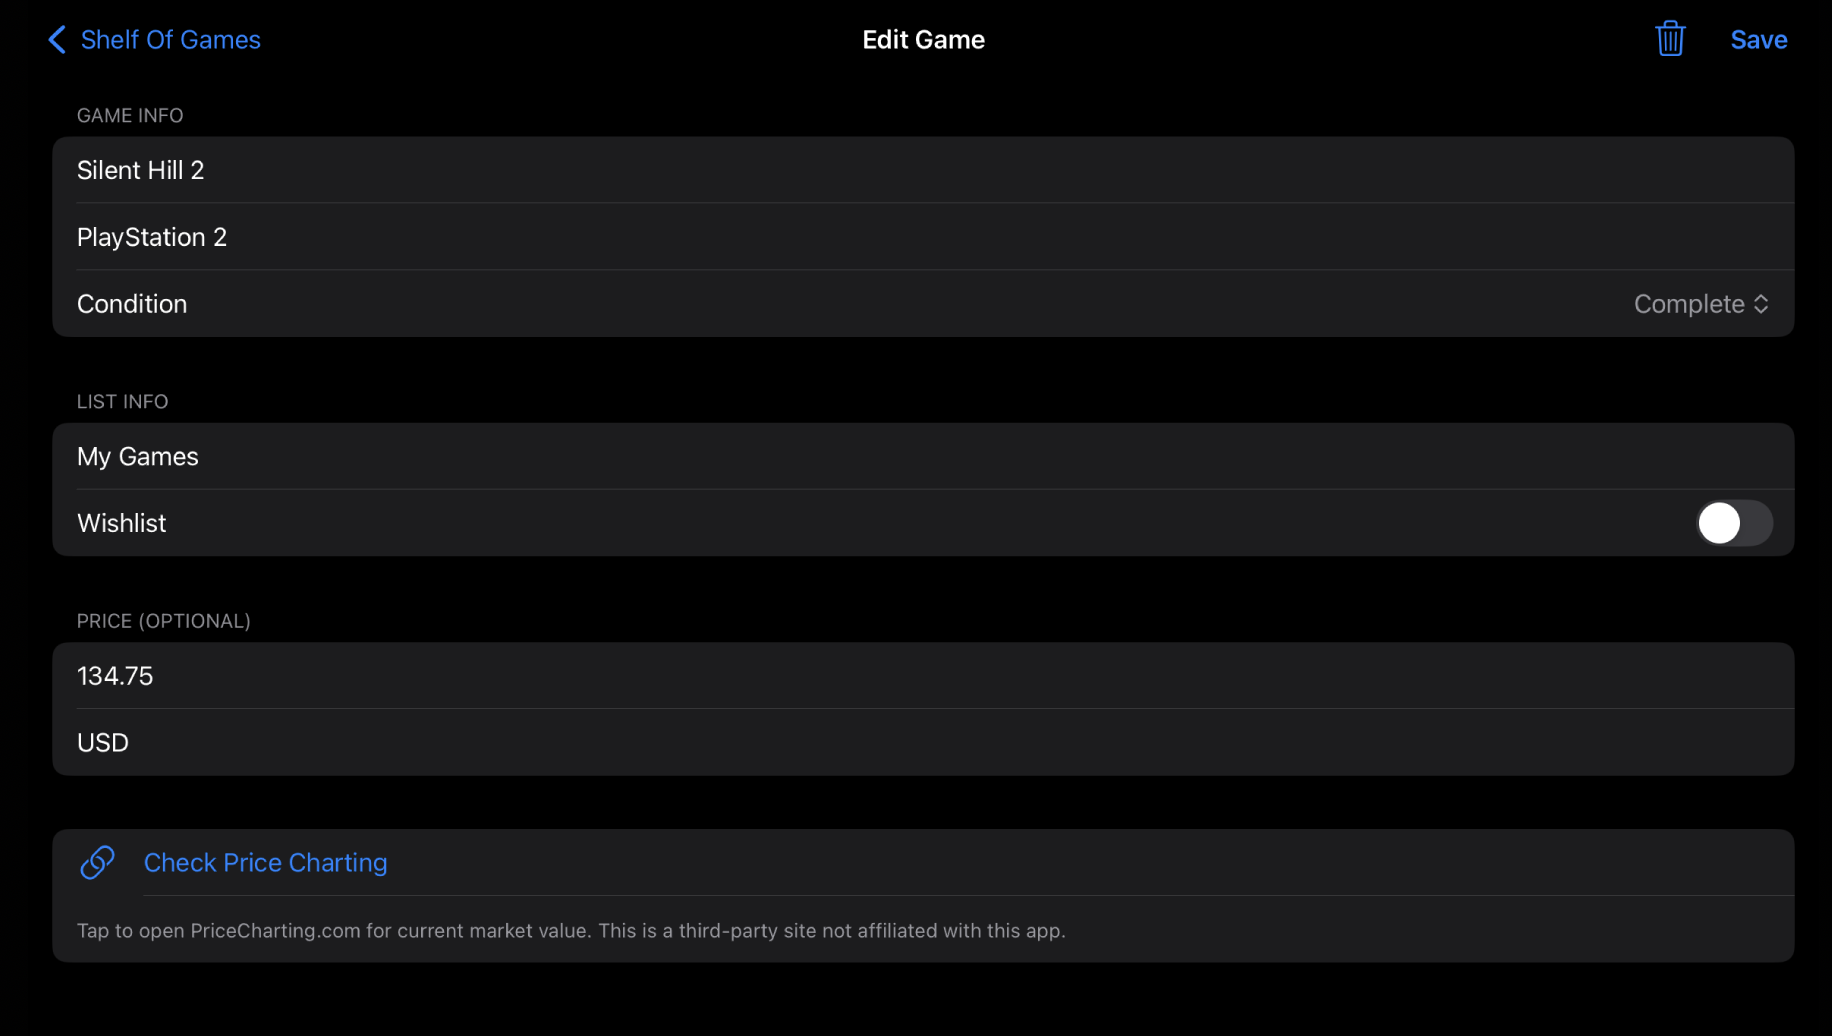 Shelf Of Games
Edit Game
Save
GAME INFO
Silent Hill 2
PlayStation 2
Condition
Complete
LIST INFO
My Games
Wishlist
PRICE (OPTIONAL)
134.75
USD
Check Price Charting
Tap to open PriceCharting.com for current market value. This is a third-party site not affiliated with this app.